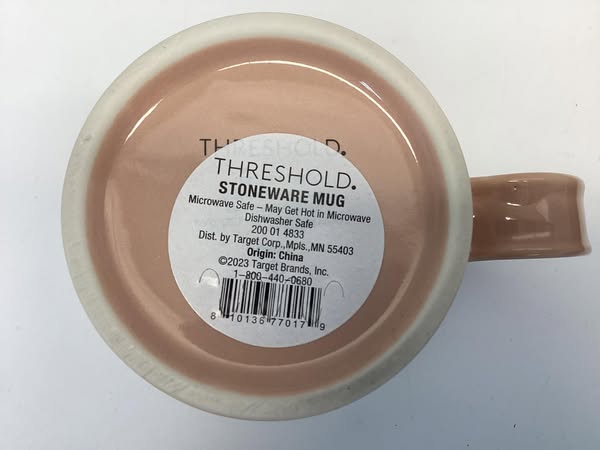 THRESHOLD.
THRESHOLD.
STONEWARE MUG
Microwave Safe – May Get Hot in Microwave
Dishwasher Safe
200 01 4833
Dist. by Target Corp.,Mpls.,MN 55403
Origin: China
©2023 Target Brands, Inc.
1-800-440-0680
8 10136 77017 9